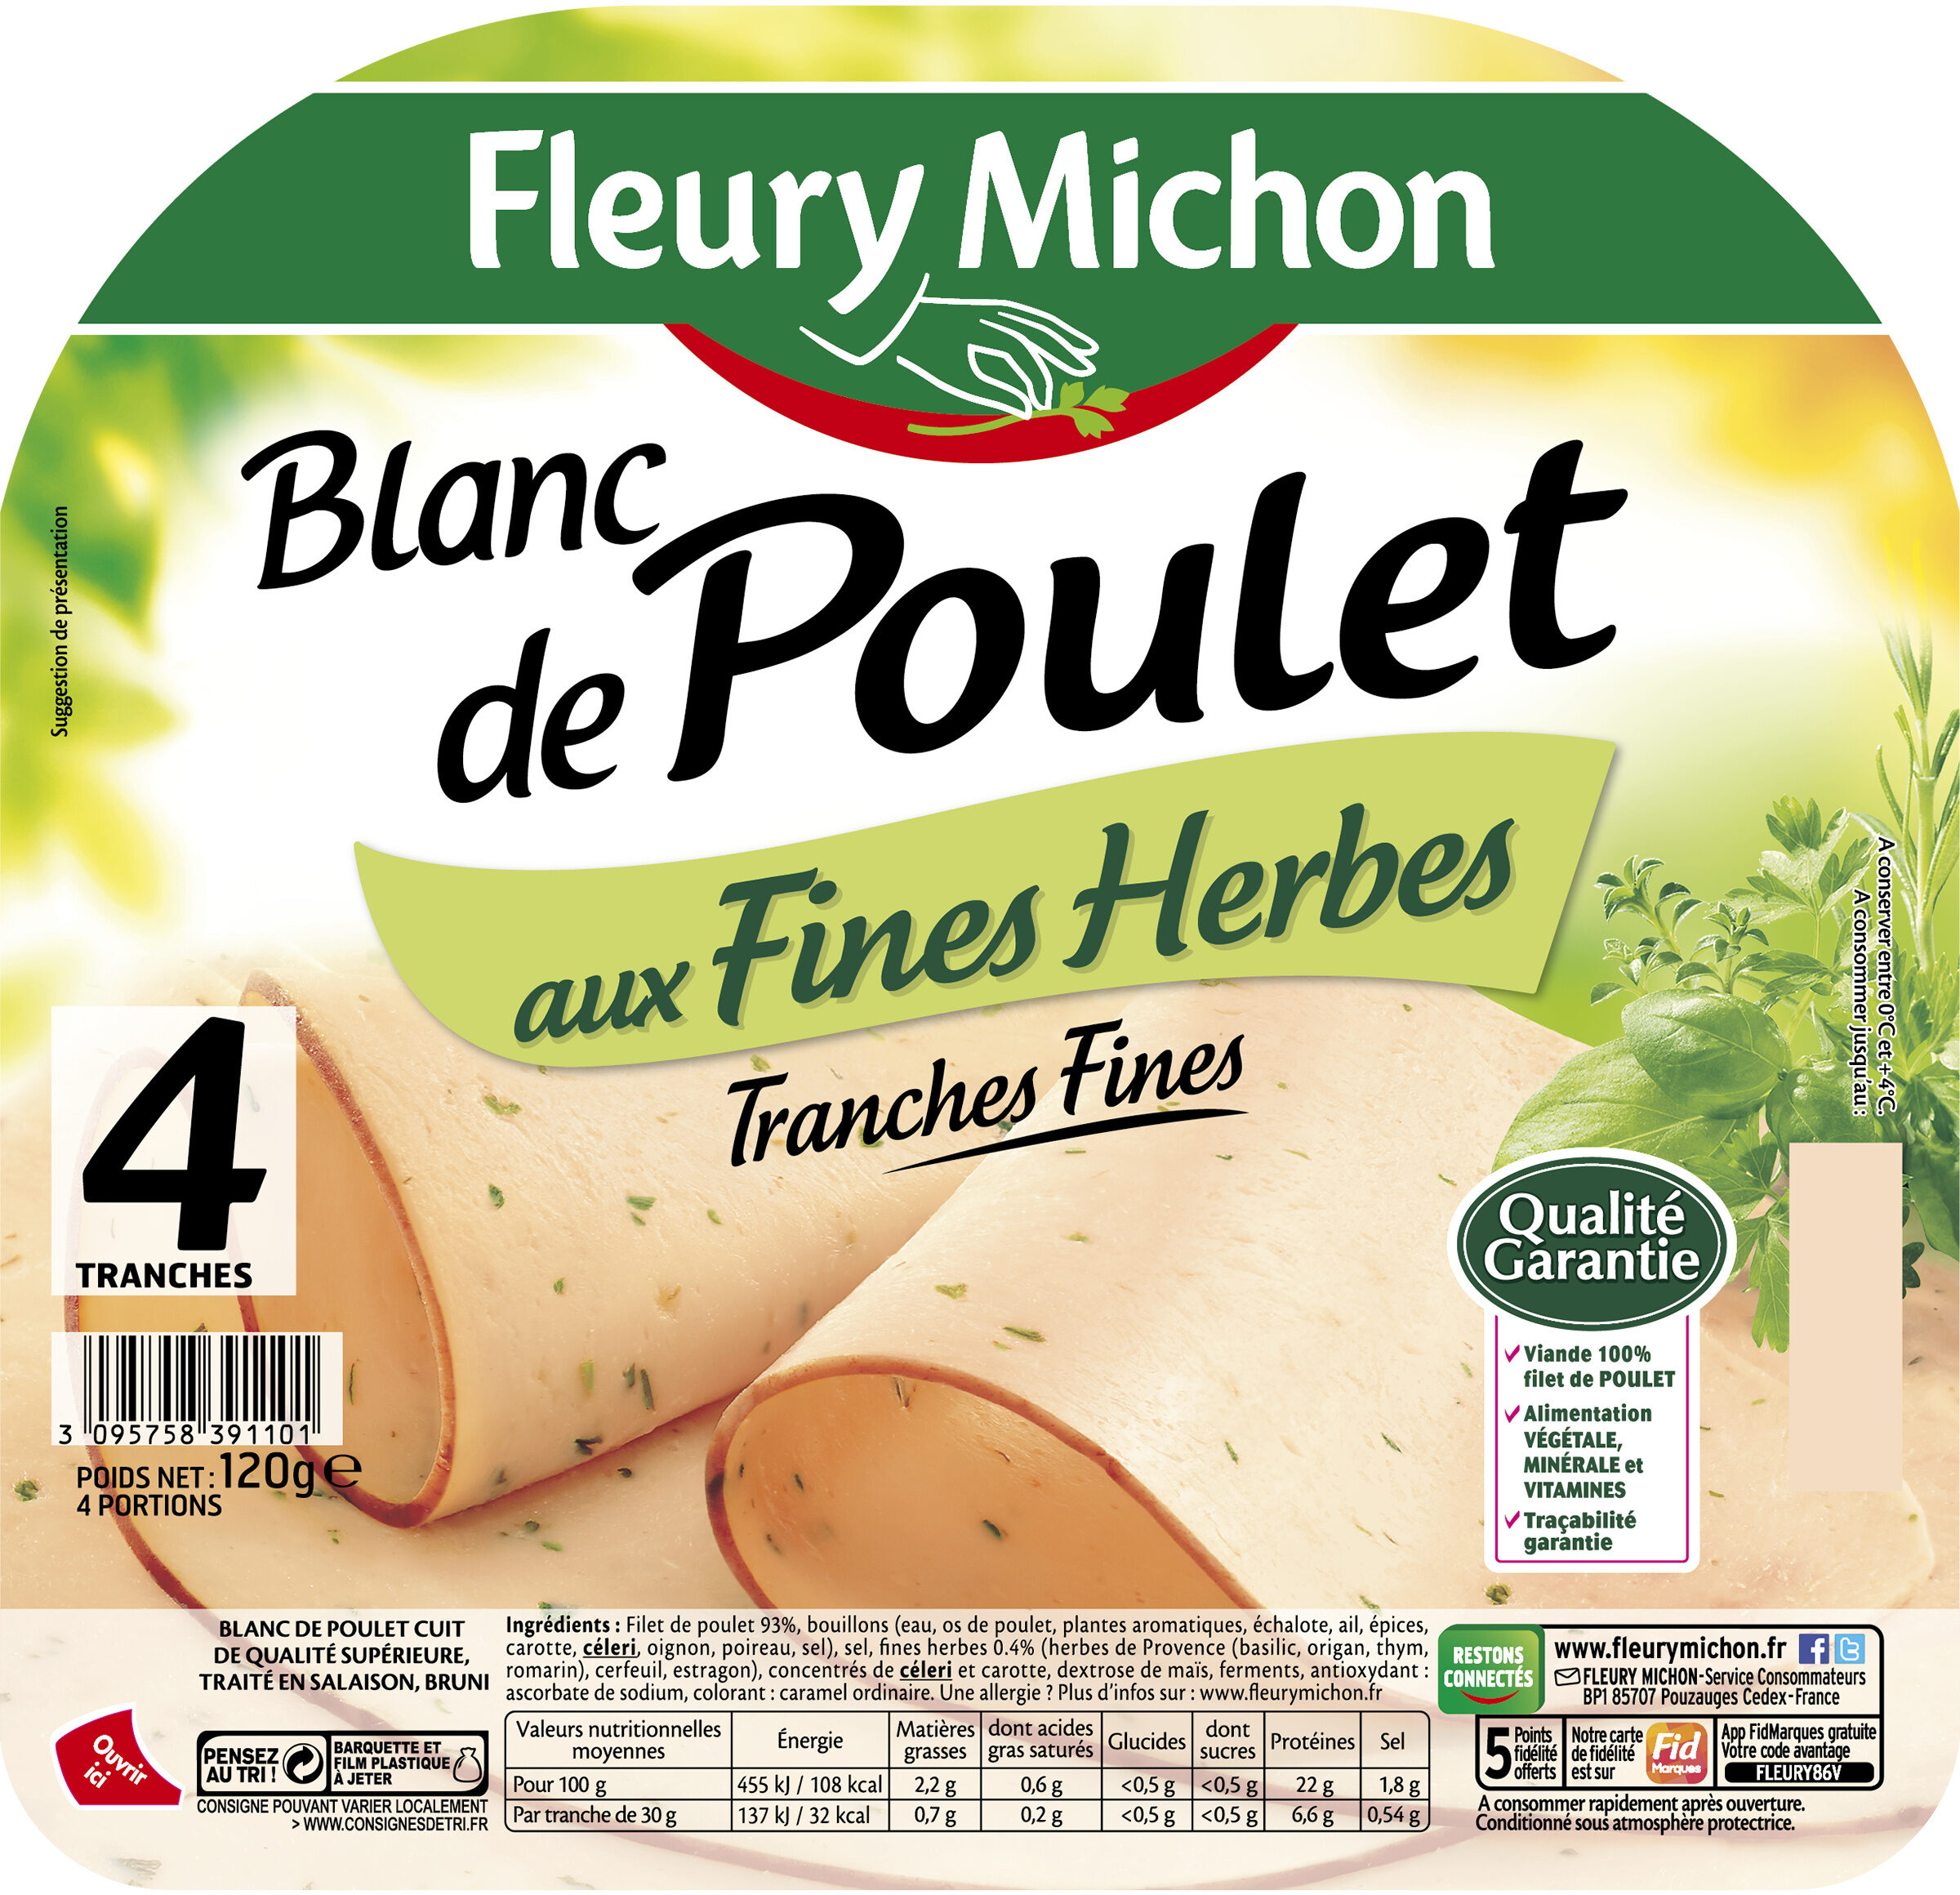 Fleury Michon
Blanc
de Poulet
aux Fines Herbes
Tranches Fines
Suggestion de présentation
A conserver entre 0°C et +4°C.
A consommer jusqu'au :
4
TRANCHES
3 095758 391101
POIDS NET : 120g e
4 PORTIONS
Qualité
Garantie
Viande 100%
filet de POULET
Alimentation
VÉGÉTALE,
MINÉRALE et
VITAMINES
Traçabilité
garantie
BLANC DE POULET CUIT
DE QUALITÉ SUPÉRIEURE,
TRAITÉ EN SALAISON, BRUNI
Ingrédients : Filet de poulet 93%, bouillons (eau, os de poulet, plantes aromatiques, échalote, ail, épices,
carotte, céleri, oignon, poireau, sel), sel, fines herbes 0.4% (herbes de Provence (basilic, origan, thym,
romarin), cerfeuil, estragon), concentrés de céleri et carotte, dextrose de maïs, ferments, antioxydant :
ascorbate de sodium, colorant : caramel ordinaire. Une allergie ? Plus d'infos sur : www.fleurymichon.fr
Valeurs nutritionnelles moyennes Énergie Matières grasses dont acides gras saturés Glucides dont sucres Protéines Sel
Pour 100 g 455 kJ / 108 kcal 2,2 g 0,6 g <0,5 g <0,5 g 22 g 1,8 g
Par tranche de 30 g 137 kJ / 32 kcal 0,7 g 0,2 g <0,5 g <0,5 g 6,6 g 0,54 g
Ouvrir
ici
PENSEZ
AU TRI !
BARQUETTE ET
FILM PLASTIQUE
À JETER
CONSIGNE POUVANT VARIER LOCALEMENT
> WWW.CONSIGNESDETRI.FR
RESTONS
CONNECTÉS
www.fleurymichon.fr
FLEURY MICHON-Service Consommateurs
BP1 85707 Pouzauges Cedex-France
5 Points
fidélité
offerts
Notre carte
de fidélité
est sur
Fid
Marques
App FidMarques gratuite
Votre code avantage
FLEURY86V
A consommer rapidement après ouverture.
Conditionné sous atmosphère protectrice.